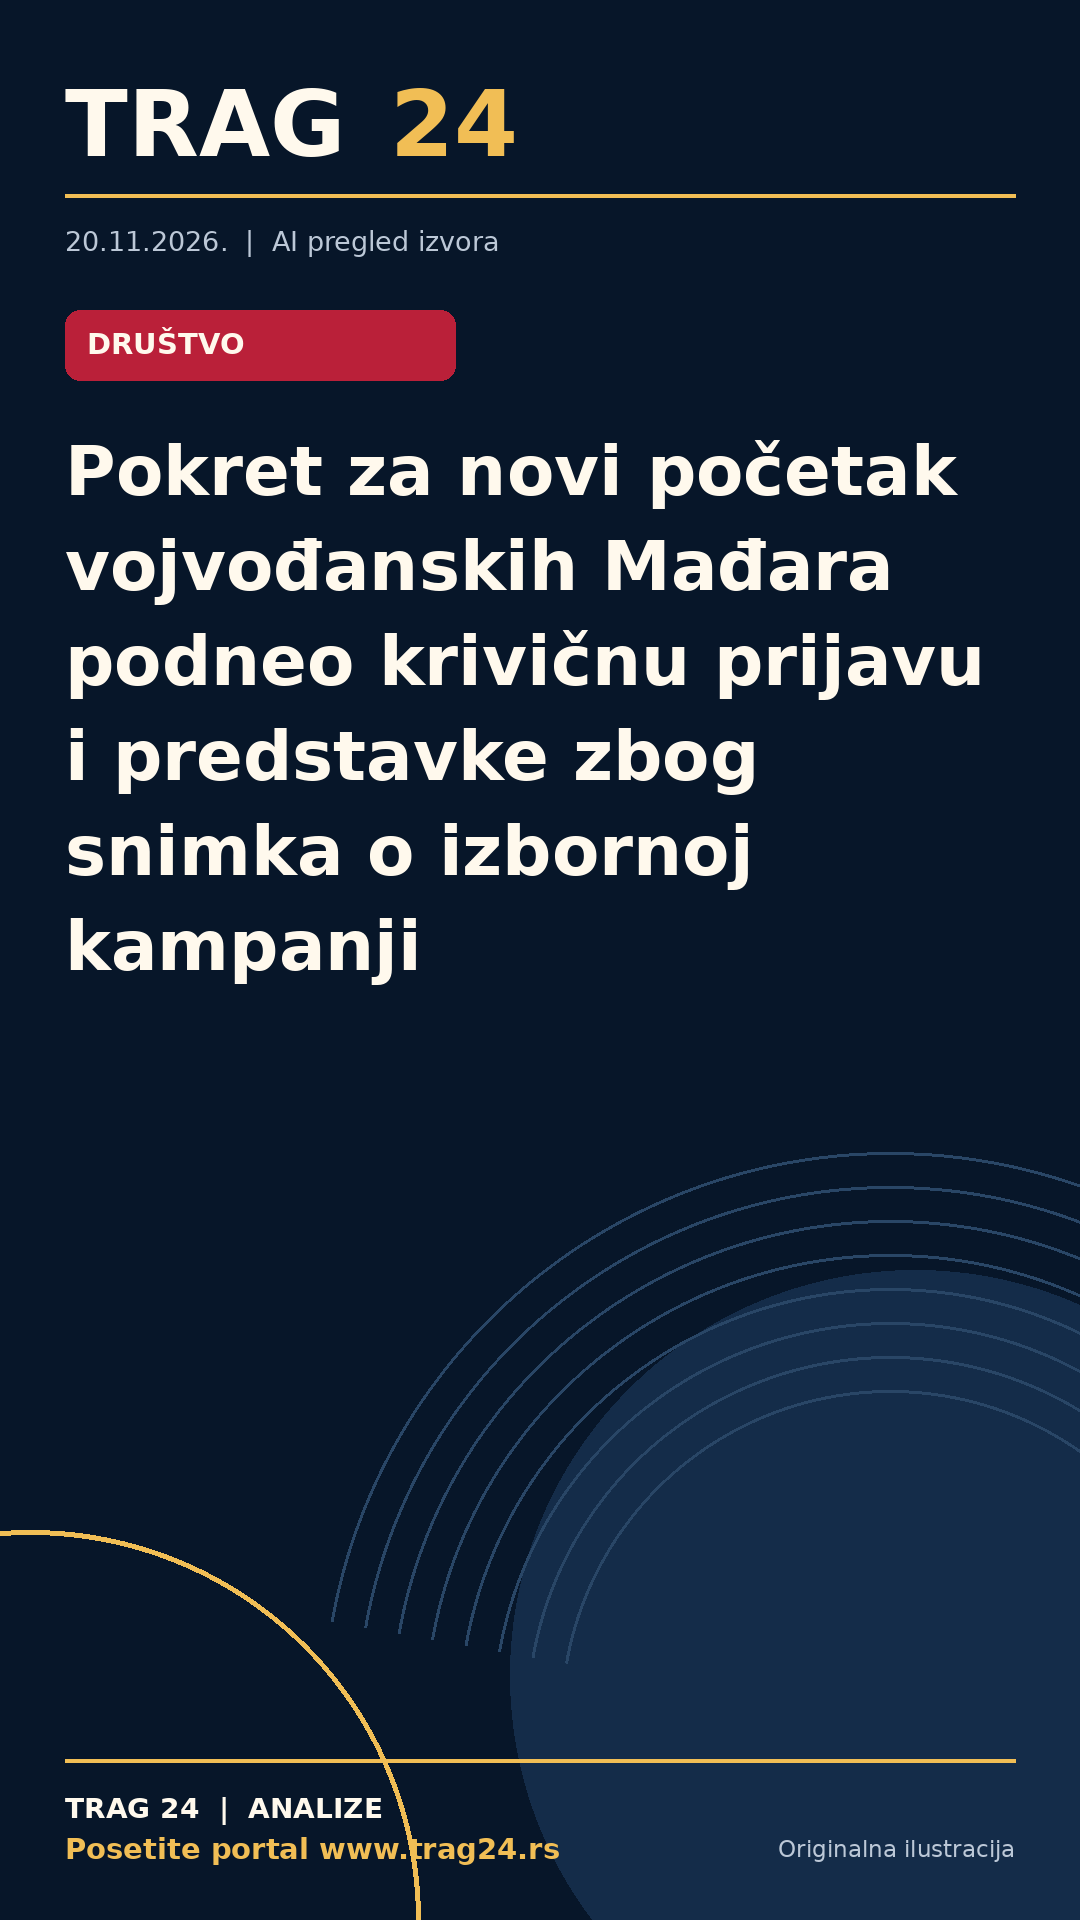 TRAG 24
20.11.2026. | AI pregled izvora
DRUŠTVO
Pokret za novi početak
vojvođanskih Mađara
podneo krivičnu prijavu
i predstavke zbog
snimka o izbornoj
kampanji
TRAG 24 | ANALIZE
Posetite portal www.trag24.rs
Originalna ilustracija